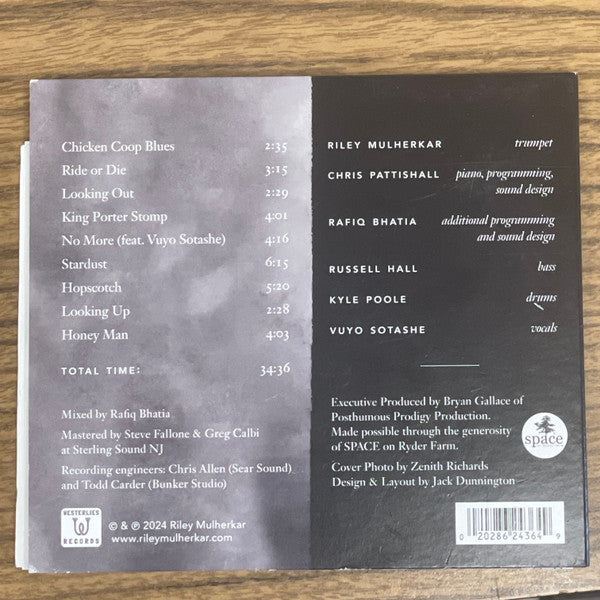 Chicken Coop Blues 2:35
Ride or Die 3:15
Looking Out 2:29
King Porter Stomp 4:01
No More (feat. Vuyo Sotashe) 4:16
Stardust 6:15
Hopscotch 5:20
Looking Up 2:28
Honey Man 4:03
TOTAL TIME: 34:36
Mixed by Rafiq Bhatia
Mastered by Steve Fallone & Greg Calbi
at Sterling Sound NJ
Recording engineers: Chris Allen (Sear Sound)
and Todd Carder (Bunker Studio)
WESTERLIES
W
RECORDS
© & ℗ 2024 Riley Mulherkar
www.rileymulherkar.com
RILEY MULHERKAR trumpet
CHRIS PATTISHALL piano, programming,
sound design
RAFIQ BHATIA additional programming
and sound design
RUSSELL HALL bass
KYLE POOLE drums
VUYO SOTASHE vocals
Executive Produced by Bryan Gallace of
Posthumous Prodigy Production.
Made possible through the generosity
of SPACE on Ryder Farm.
space
Cover Photo by Zenith Richards
Design & Layout by Jack Dunnington
0 20286 24364 9